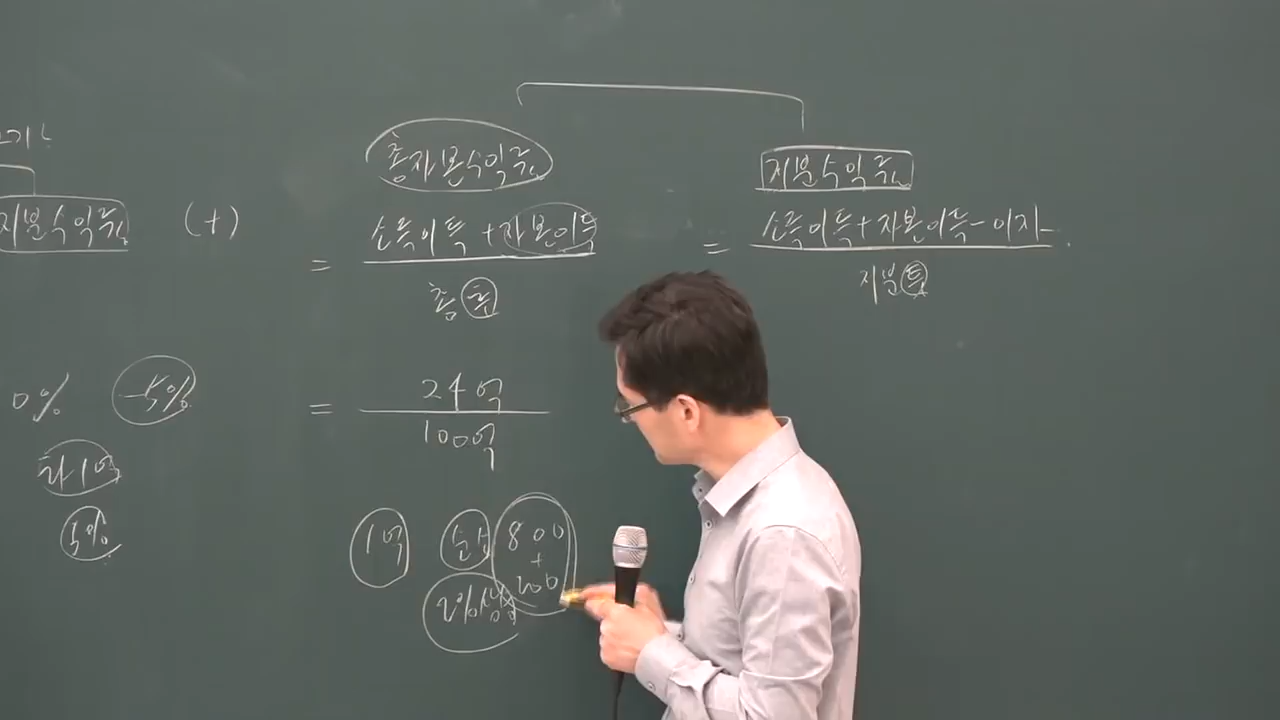 지분수익률 (+)
0% -5%
차 1억
5%
총자본수익률
= 소득이득 + 자본이득
총투
= 24억
100억
1억 순 800
+
2%상승 200
지분수익률
= 소득이득 + 자본이득 - 이자
지분투